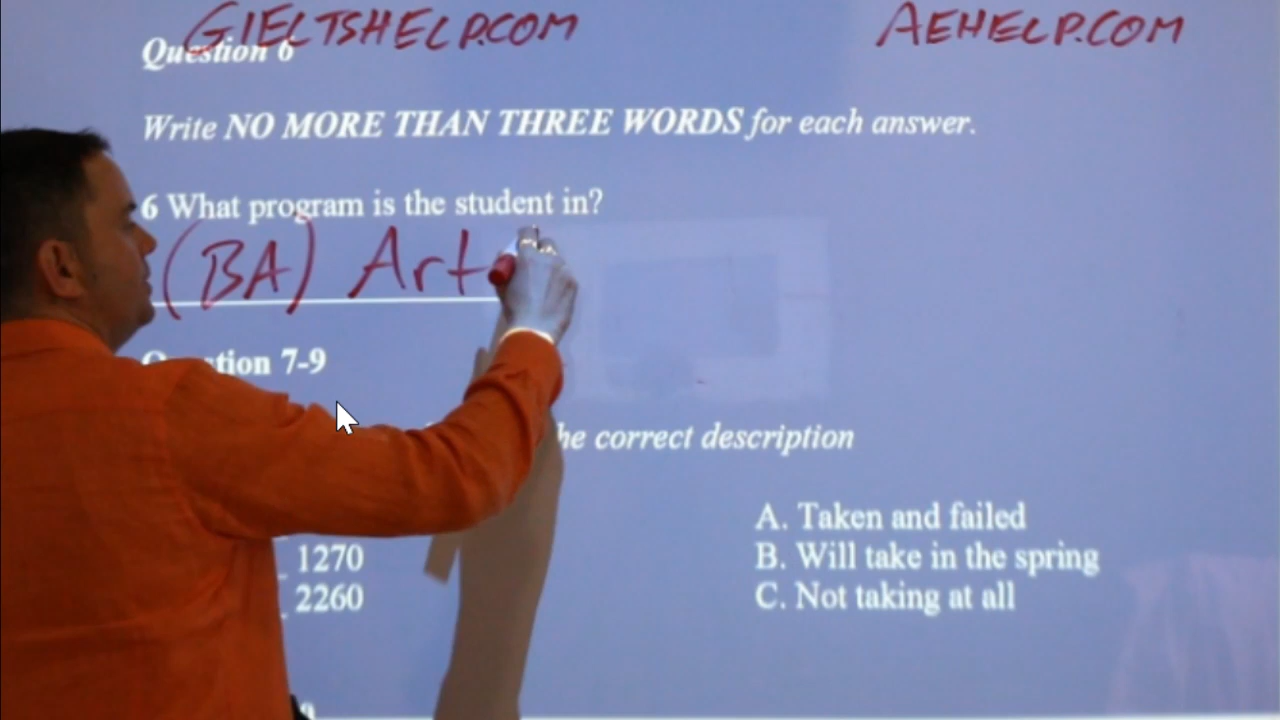 GIELTSHELP.COM AEHELP.COM
Question 6
Write NO MORE THAN THREE WORDS for each answer.
6 What program is the student in?
(BA) Art
7-9
the correct description
A. Taken and failed
1270 B. Will take in the spring
2260 C. Not taking at all